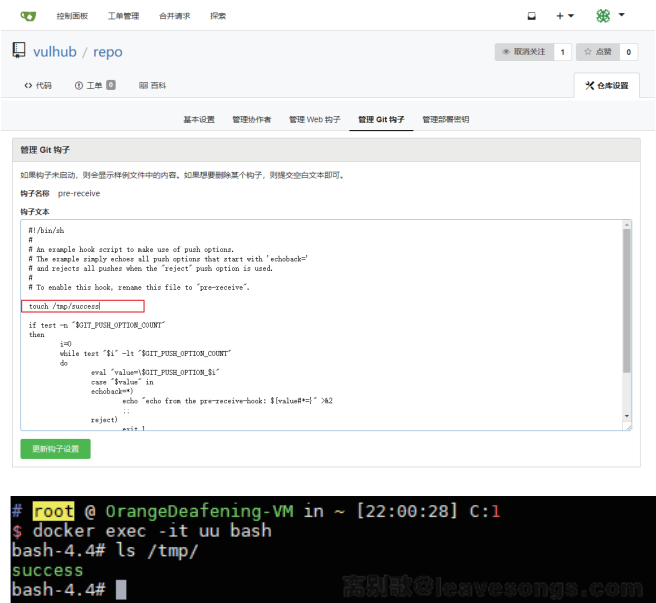 控制面板 工单管理 合并请求 探索
vulhub / repo
取消关注 1 点赞 0
代码 工单 0 百科 仓库设置
基本设置 管理协作者 管理 Web 钩子 管理 Git 钩子 管理部署密钥
管理 Git 钩子
如果钩子未启动，则会显示样例文件中的内容。如果想要删除某个钩子，则提交空白文本即可。
钩子名称 pre-receive
钩子文本
#!/bin/sh
#
# An example hook script to make use of push options.
# The example simply echoes all push options that start with 'echoback='
# and rejects all pushes when the "reject" push option is used.
#
# To enable this hook, rename this file to "pre-receive".
touch /tmp/success
if test -n "$GIT_PUSH_OPTION_COUNT"
then
i=0
while test "$i" -lt "$GIT_PUSH_OPTION_COUNT"
do
eval "value=\$GIT_PUSH_OPTION_$i"
case "$value" in
echoback=*)
echo "echo from the pre-receive-hook: ${value#*=}" >&2
;;
reject)
exit 1
更新钩子设置
# root @ OrangeDeafening-VM in ~ [22:00:28] C:1
$ docker exec -it uu bash
bash-4.4# ls /tmp/
success
bash-4.4#
离别歌@leavesongs.com